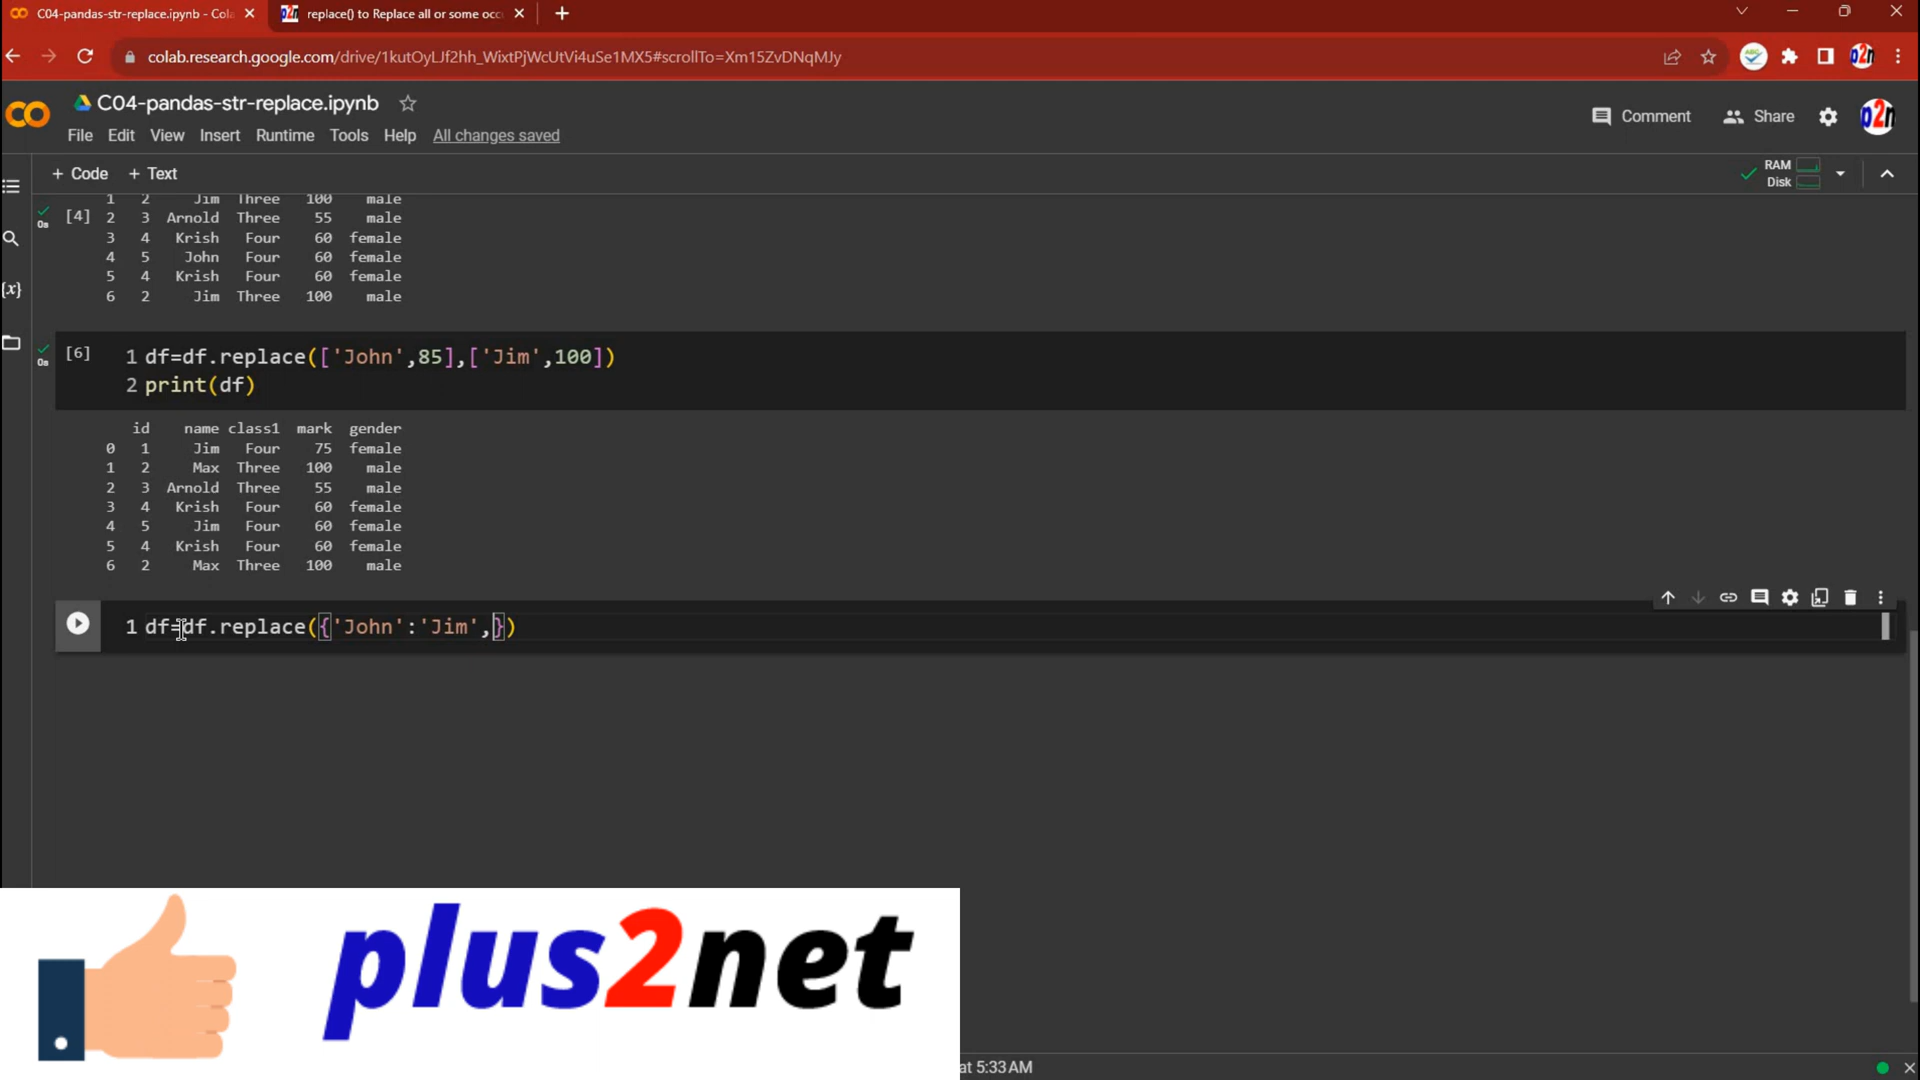 C04-pandas-str-replace.ipynb - Cola
replace() to Replace all or some occu
colab.research.google.com/drive/1kutOyLJf2hh_WixtPjWcUtVi4uSe1MX5#scrollTo=Xm15ZvDNqMJy
C04-pandas-str-replace.ipynb
File Edit View Insert Runtime Tools Help All changes saved
Comment Share p2n
+ Code + Text
RAM
Disk
1 2 Jim Three 100 male
[4] 2 3 Arnold Three 55 male
3 4 Krish Four 60 female
4 5 John Four 60 female
5 4 Krish Four 60 female
6 2 Jim Three 100 male
0s
{x}
[6] 1 df=df.replace(['John',85],['Jim',100])
0s
2 print(df)
id name class1 mark gender
0 1 Jim Four 75 female
1 2 Max Three 100 male
2 3 Arnold Three 55 male
3 4 Krish Four 60 female
4 5 Jim Four 60 female
5 4 Krish Four 60 female
6 2 Max Three 100 male
1 df=df.replace({'John':'Jim',})
plus2net
at 5:33 AM